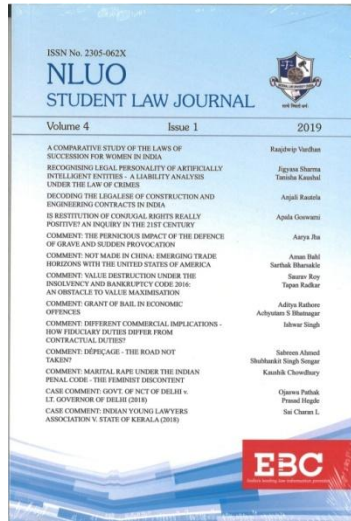 ISSN No. 2305-062X
NLUO
STUDENT LAW JOURNAL
Volume 4 Issue 1 2019
A COMPARATIVE STUDY OF THE LAWS OF Raajdwip Vardhan
SUCCESSION FOR WOMEN IN INDIA
RECOGNISING LEGAL PERSONALITY OF ARTIFICIALLY Jigyasa Sharma
INTELLIGENT ENTITIES - A LIABILITY ANALYSIS Tanisha Kaushal
UNDER THE LAW OF CRIMES
DECODING THE LEGALESE OF CONSTRUCTION AND Anjali Rautela
ENGINEERING CONTRACTS IN INDIA
IS RESTITUTION OF CONJUGAL RIGHTS REALLY Apala Goswami
POSITIVE? AN INQUIRY IN THE 21ST CENTURY
COMMENT: THE PERNICIOUS IMPACT OF THE DEFENCE Aarya Jha
OF GRAVE AND SUDDEN PROVOCATION
COMMENT: NOT MADE IN CHINA: EMERGING TRADE Aman Bahl
HORIZONS WITH THE UNITED STATES OF AMERICA Sarthak Bhatsakle
COMMENT: VALUE DESTRUCTION UNDER THE Saurav Roy
INSOLVENCY AND BANKRUPTCY CODE 2016: Tapan Radkar
AN OBSTACLE TO VALUE MAXIMISATION
COMMENT: GRANT OF BAIL IN ECONOMIC Aditya Rathore
OFFENCES Achyutam S Bhatnagar
COMMENT: DIFFERENT COMMERCIAL IMPLICATIONS - Ishwar Singh
HOW FIDUCIARY DUTIES DIFFER FROM
CONTRACTUAL DUTIES?
COMMENT: DÉPEÇAGE - THE ROAD NOT Sabreen Ahmed
TAKEN? Shubhankit Singh Sengar
COMMENT: MARITAL RAPE UNDER THE INDIAN Kaushik Chowdhury
PENAL CODE - THE FEMINIST DISCONTENT
CASE COMMENT: GOVT. OF NCT OF DELHI v. Ojaswa Pathak
LT. GOVERNOR OF DELHI (2018) Prasad Hegde
CASE COMMENT: INDIAN YOUNG LAWYERS Sai Charan L.
ASSOCIATION V. STATE OF KERALA (2018)
EBC